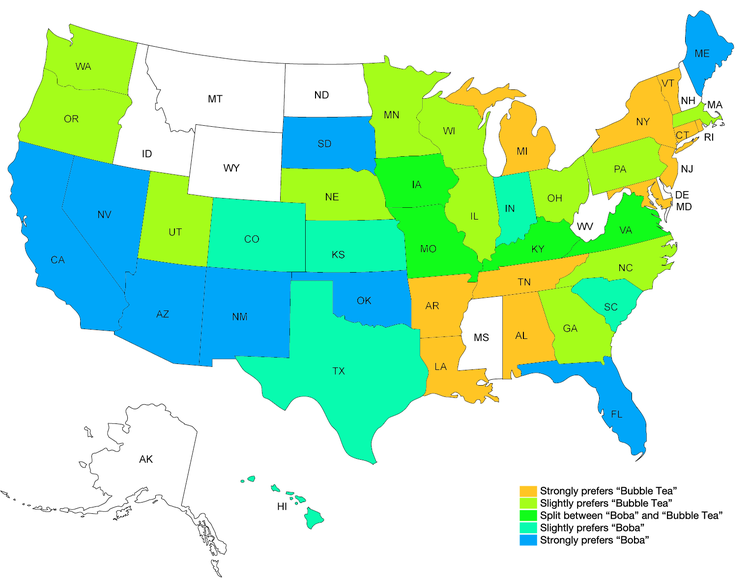 WA
MT
ND
MN
ME
VT
NH
MA
OR
ID
SD
WI
NY
CT
RI
WY
MI
IA
PA
NJ
NV
NE
IL
IN
OH
DE
MD
UT
CO
WV
VA
CA
KS
MO
KY
NC
AZ
NM
OK
AR
TN
SC
MS
AL
GA
TX
LA
FL
AK
HI
Strongly prefers “Bubble Tea”
Slightly prefers “Bubble Tea”
Split between “Boba” and “Bubble Tea”
Slightly prefers “Boba”
Strongly prefers “Boba”